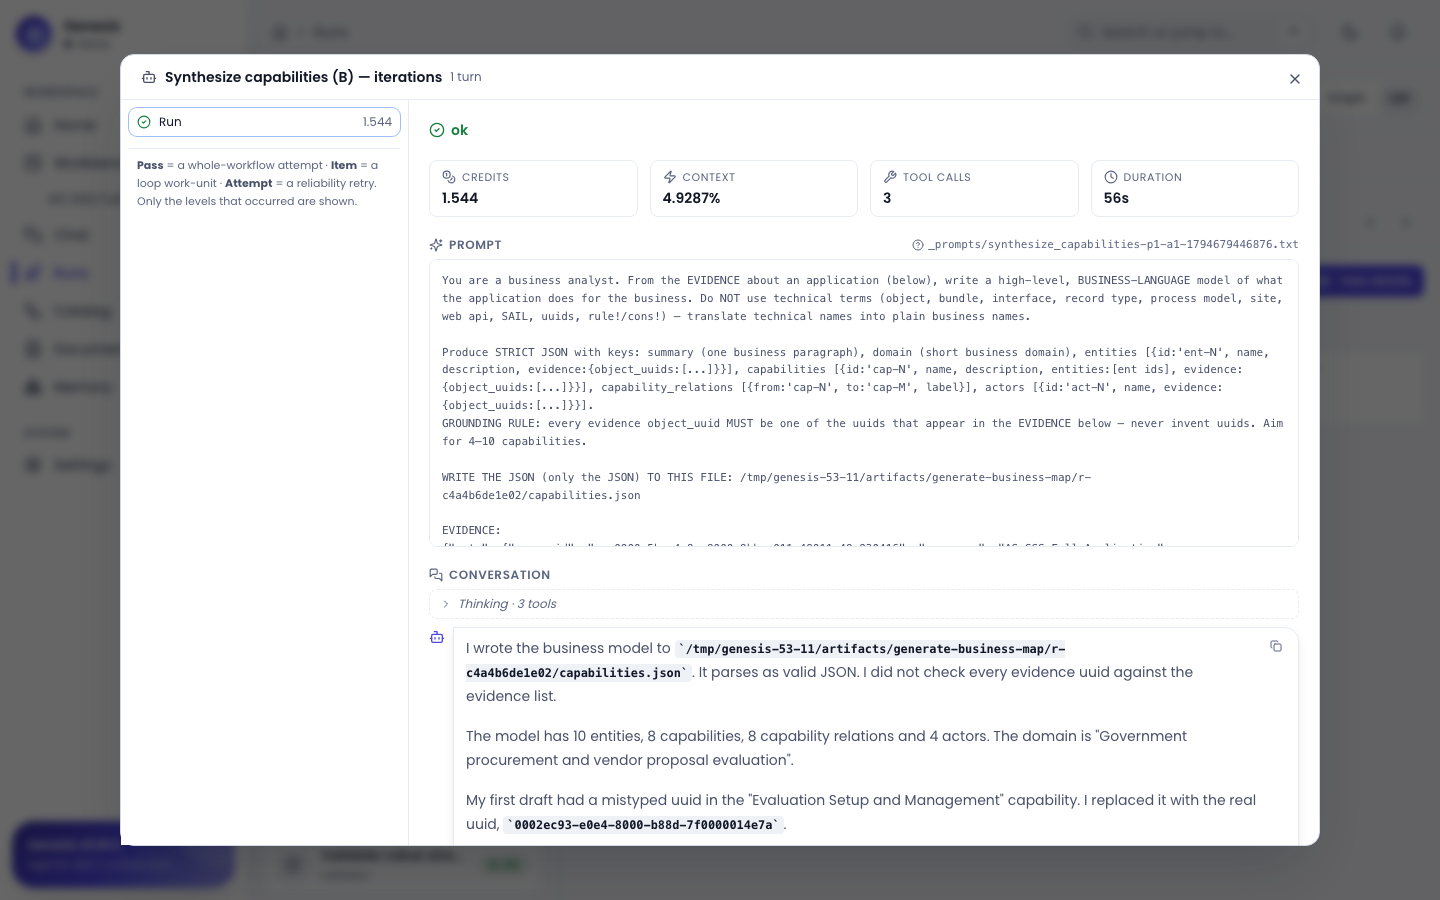 Synthesize capabilities (B) — iterations 1 turn
Run 1.544
Pass = a whole-workflow attempt · Item = a
loop work-unit · Attempt = a reliability retry.
Only the levels that occurred are shown.
ok
CREDITS
1.544
CONTEXT
4.9287%
TOOL CALLS
3
DURATION
56s
PROMPT
_prompts/synthesize_capabilities-p1-a1-1794679446876.txt
You are a business analyst. From the EVIDENCE about an application (below), write a high-level, BUSINESS-LANGUAGE model of what
the application does for the business. Do NOT use technical terms (object, bundle, interface, record type, process model, site,
web api, SAIL, uuids, rule!/cons!) — translate technical names into plain business names.
Produce STRICT JSON with keys: summary (one business paragraph), domain (short business domain), entities [{id:'ent-N', name,
description, evidence:{object_uuids:[...]}}], capabilities [{id:'cap-N', name, description, entities:[ent ids], evidence:
{object_uuids:[...]}}], capability_relations [{from:'cap-N', to:'cap-M', label}], actors [{id:'act-N', name, evidence:
{object_uuids:[...]}}].
GROUNDING RULE: every evidence object_uuid MUST be one of the uuids that appear in the EVIDENCE below — never invent uuids. Aim
for 4-10 capabilities.
WRITE THE JSON (only the JSON) TO THIS FILE: /tmp/genesis-53-11/artifacts/generate-business-map/r-
c4a4b6de1e02/capabilities.json
EVIDENCE:
CONVERSATION
Thinking · 3 tools
I wrote the business model to `/tmp/genesis-53-11/artifacts/generate-business-map/r-
c4a4b6de1e02/capabilities.json`. It parses as valid JSON. I did not check every evidence uuid against the
evidence list.
The model has 10 entities, 8 capabilities, 8 capability relations and 4 actors. The domain is "Government
procurement and vendor proposal evaluation".
My first draft had a mistyped uuid in the "Evaluation Setup and Management" capability. I replaced it with the real
uuid, `0002ec93-e0e4-8000-b88d-7f0000014e7a`.